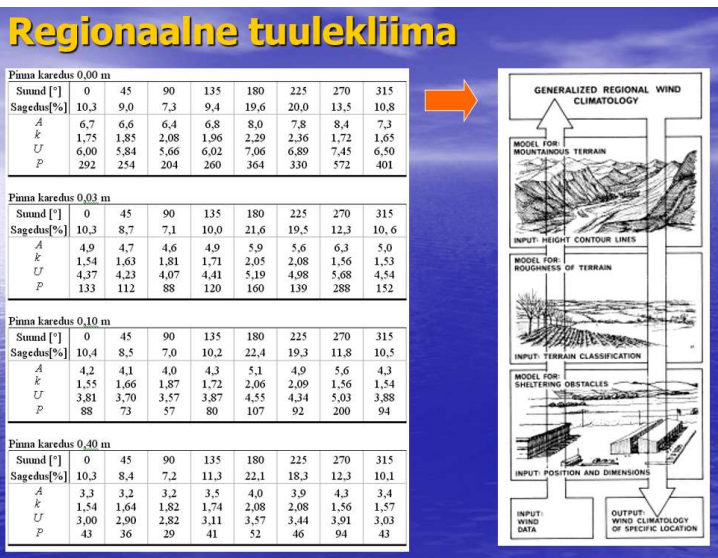 Regionaalne tuulekliima
Pinna karedus 0,00 m
Suund [°] 0 45 90 135 180 225 270 315
Sagedus[%] 10,3 9,0 7,3 9,4 19,6 20,0 13,5 10,8
A 6,7 6,6 6,4 6,8 8,0 7,8 8,4 7,3
k 1,75 1,85 2,08 1,96 2,29 2,36 1,72 1,65
U 6,00 5,84 5,66 6,02 7,06 6,89 7,45 6,50
P 292 254 204 260 364 330 572 401
Pinna karedus 0,03 m
Suund [°] 0 45 90 135 180 225 270 315
Sagedus[%] 10,3 8,7 7,1 10,0 21,6 19,5 12,3 10, 6
A 4,9 4,7 4,6 4,9 5,9 5,6 6,3 5,0
k 1,54 1,63 1,81 1,71 2,05 2,08 1,56 1,53
U 4,37 4,23 4,07 4,41 5,19 4,98 5,68 4,54
P 133 112 88 120 160 139 288 152
Pinna karedus 0,10 m
Suund [°] 0 45 90 135 180 225 270 315
Sagedus[%] 10,4 8,5 7,0 10,2 22,4 19,3 11,8 10,5
A 4,2 4,1 4,0 4,3 5,1 4,9 5,6 4,3
k 1,55 1,66 1,87 1,72 2,06 2,09 1,56 1,54
U 3,81 3,70 3,57 3,87 4,55 4,34 5,03 3,88
P 88 73 57 80 107 92 200 94
Pinna karedus 0,40 m
Suund [°] 0 45 90 135 180 225 270 315
Sagedus[%] 10,3 8,4 7,2 11,3 22,1 18,3 12,3 10,1
A 3,3 3,2 3,2 3,5 4,0 3,9 4,3 3,4
k 1,54 1,64 1,82 1,74 2,08 2,08 1,56 1,57
U 3,00 2,90 2,82 3,11 3,57 3,44 3,91 3,03
P 43 36 29 41 52 46 94 43
GENERALIZED REGIONAL WIND
CLIMATOLOGY
MODEL FOR:
MOUNTAINOUS TERRAIN
INPUT: HEIGHT CONTOUR LINES
MODEL FOR:
ROUGHNESS OF TERRAIN
INPUT: TERRAIN CLASSIFICATION
MODEL FOR:
SHELTERING OBSTACLES
INPUT: POSITION AND DIMENSIONS
INPUT:
WIND
DATA
OUTPUT:
WIND CLIMATOLOGY
OF SPECIFIC LOCATION